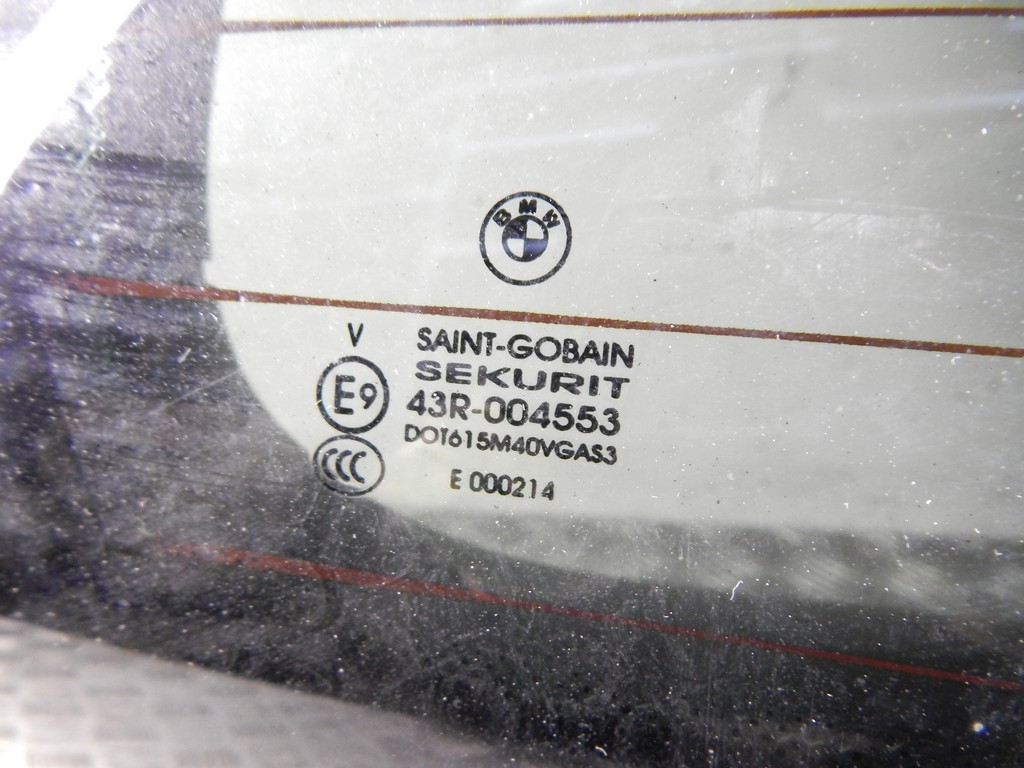 BMW
V
SAINT-GOBAIN
SEKURIT
E9
43R-004553
DOT615M40VGAS3
CCC
E 000214